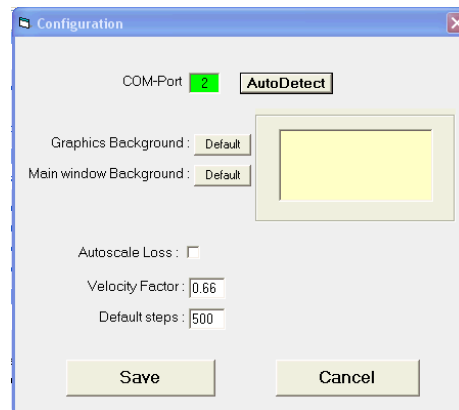 Configuration
COM-Port 2 AutoDetect
Graphics Background : Default
Main window Background : Default
Autoscale Loss :
Velocity Factor : 0.66
Default steps : 500
Save Cancel